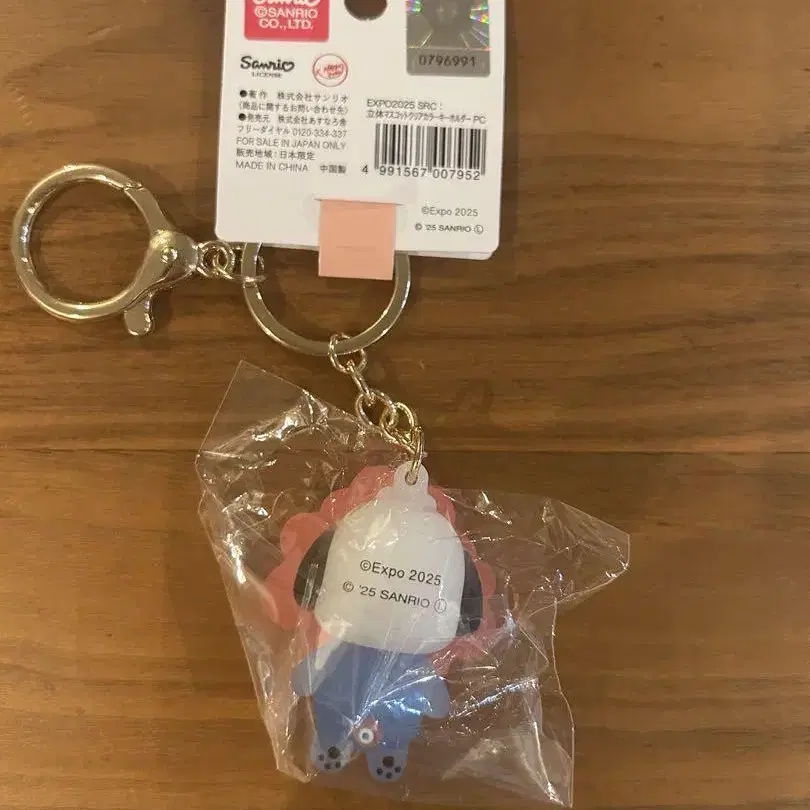 Sanrio
©SANRIO
CO.,LTD.
0796991
Sanrio
LICENSE
●著作 株式会社サンリオ
(商品に関するお問い合わせ先)
●発売元 株式会社あすなろ舎
フリーダイヤル 0120-334-337
FOR SALE IN JAPAN ONLY
販売地域:日本限定
MADE IN CHINA 中国製
EXPO2025 SRC:
立体マスコットクリアカラーキーホルダー PC
4 991567 007952
©Expo 2025
© '25 SANRIO Ⓛ
©Expo 2025
© '25 SANRIO Ⓛ